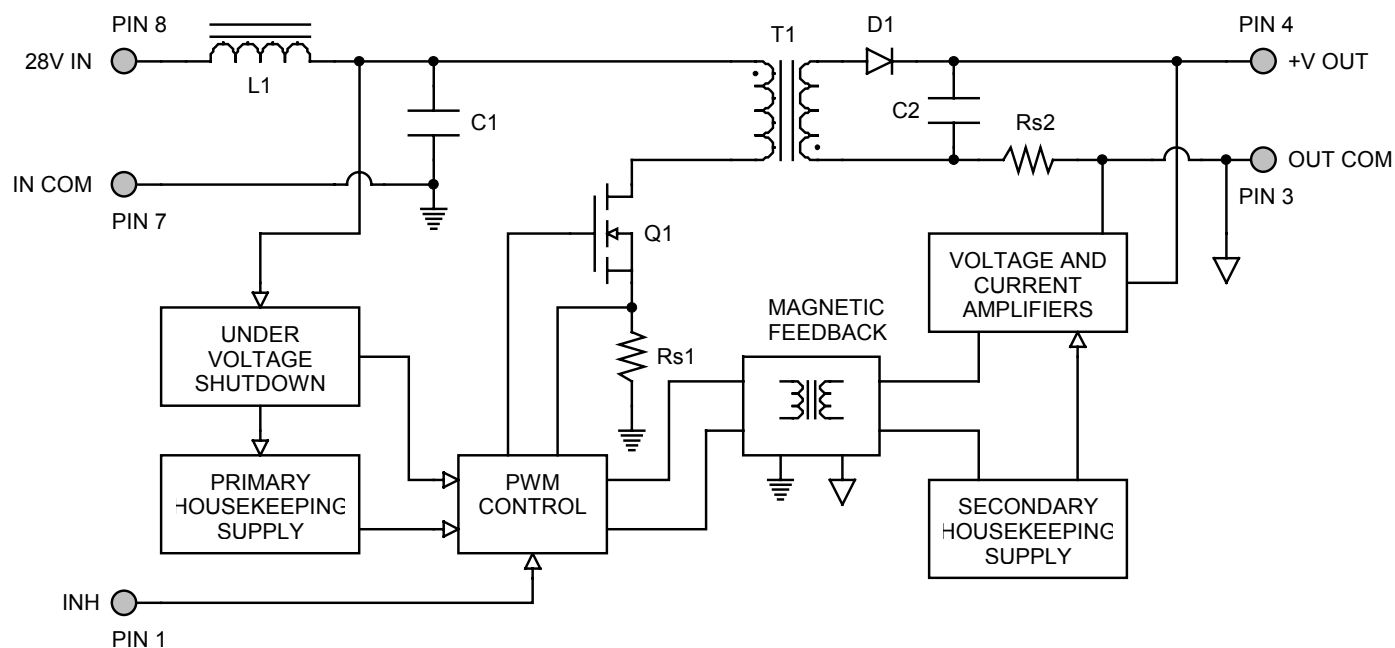 PIN 8
28V IN
L1
C1
IN COM
PIN 7
T1
D1
C2
Rs2
PIN 4
+V OUT
OUT COM
PIN 3
Q1
Rs1
UNDER
VOLTAGE
SHUTDOWN
PRIMARY
HOUSEKEEPING
SUPPLY
PWM
CONTROL
MAGNETIC
FEEDBACK
VOLTAGE AND
CURRENT
AMPLIFIERS
SECONDARY
HOUSEKEEPING
SUPPLY
INH
PIN 1